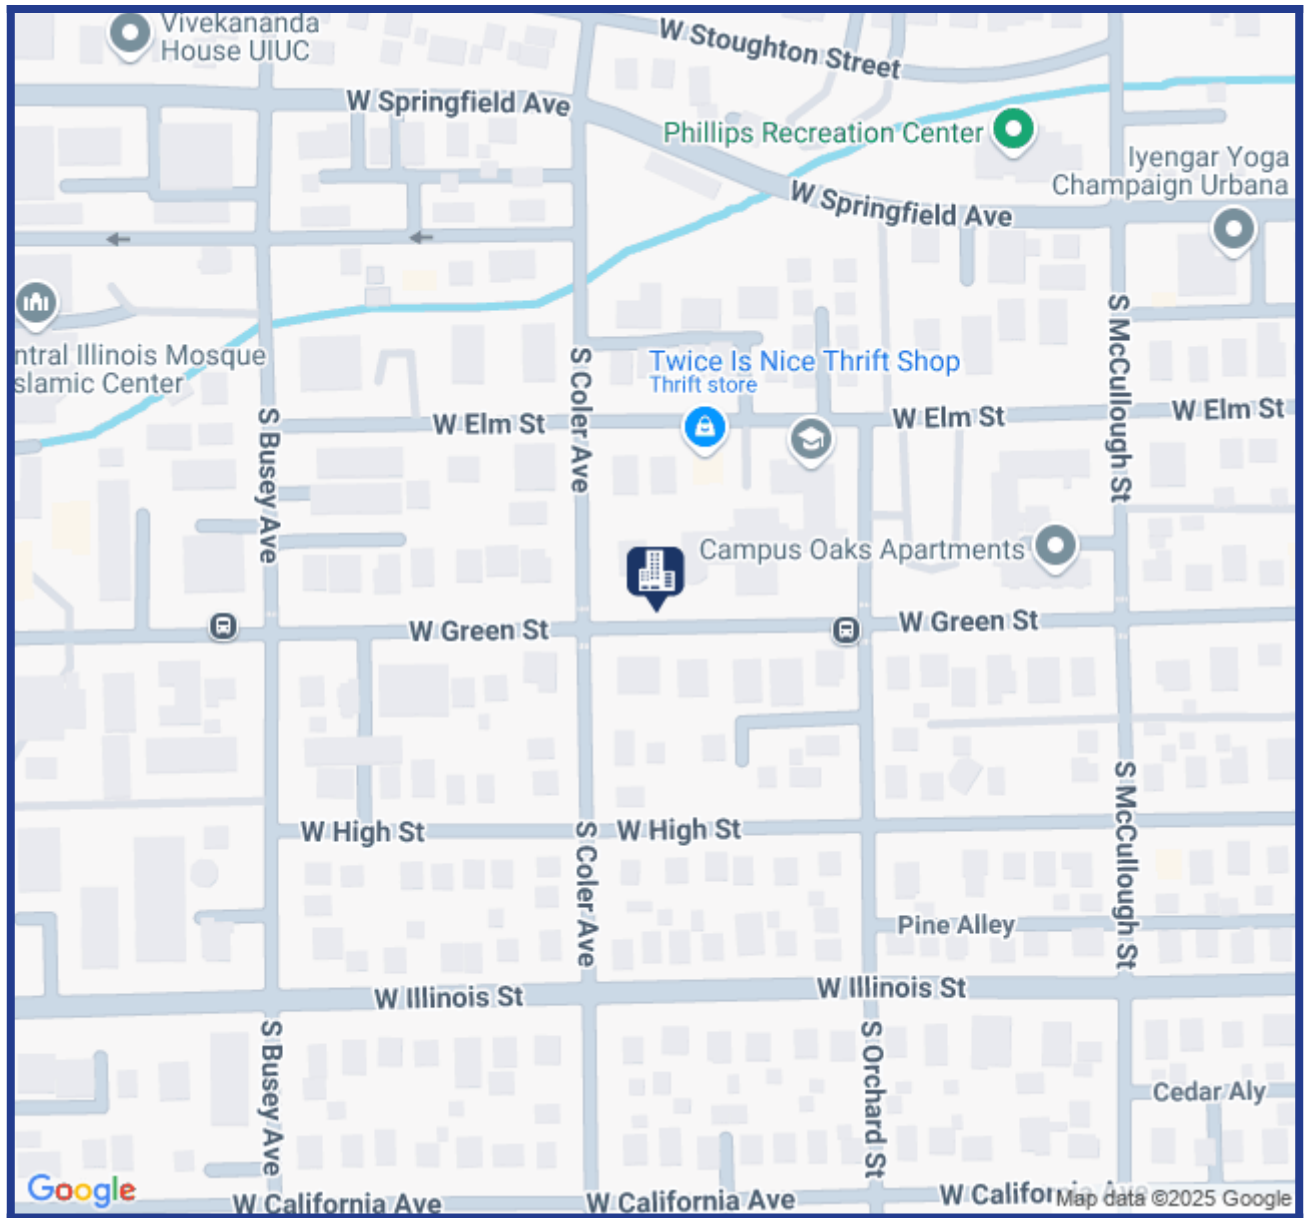 Vivekananda
House UIUC
W Stoughton Street
W Springfield Ave
Phillips Recreation Center
Iyengar Yoga
Champaign Urbana
W Springfield Ave
ntral Illinois Mosque
slamic Center
S Busey Ave
S Coler Ave
Twice Is Nice Thrift Shop
Thrift store
S McCullough St
W Elm St
W Elm St
W Elm St
Campus Oaks Apartments
W Green St
W Green St
W High St
W High St
S Coler Ave
S McCullough St
Pine Alley
W Illinois St
W Illinois St
S Busey Ave
S Orchard St
Cedar Aly
Google
W California Ave
W California Ave
W California Ave
Map data ©2025 Google